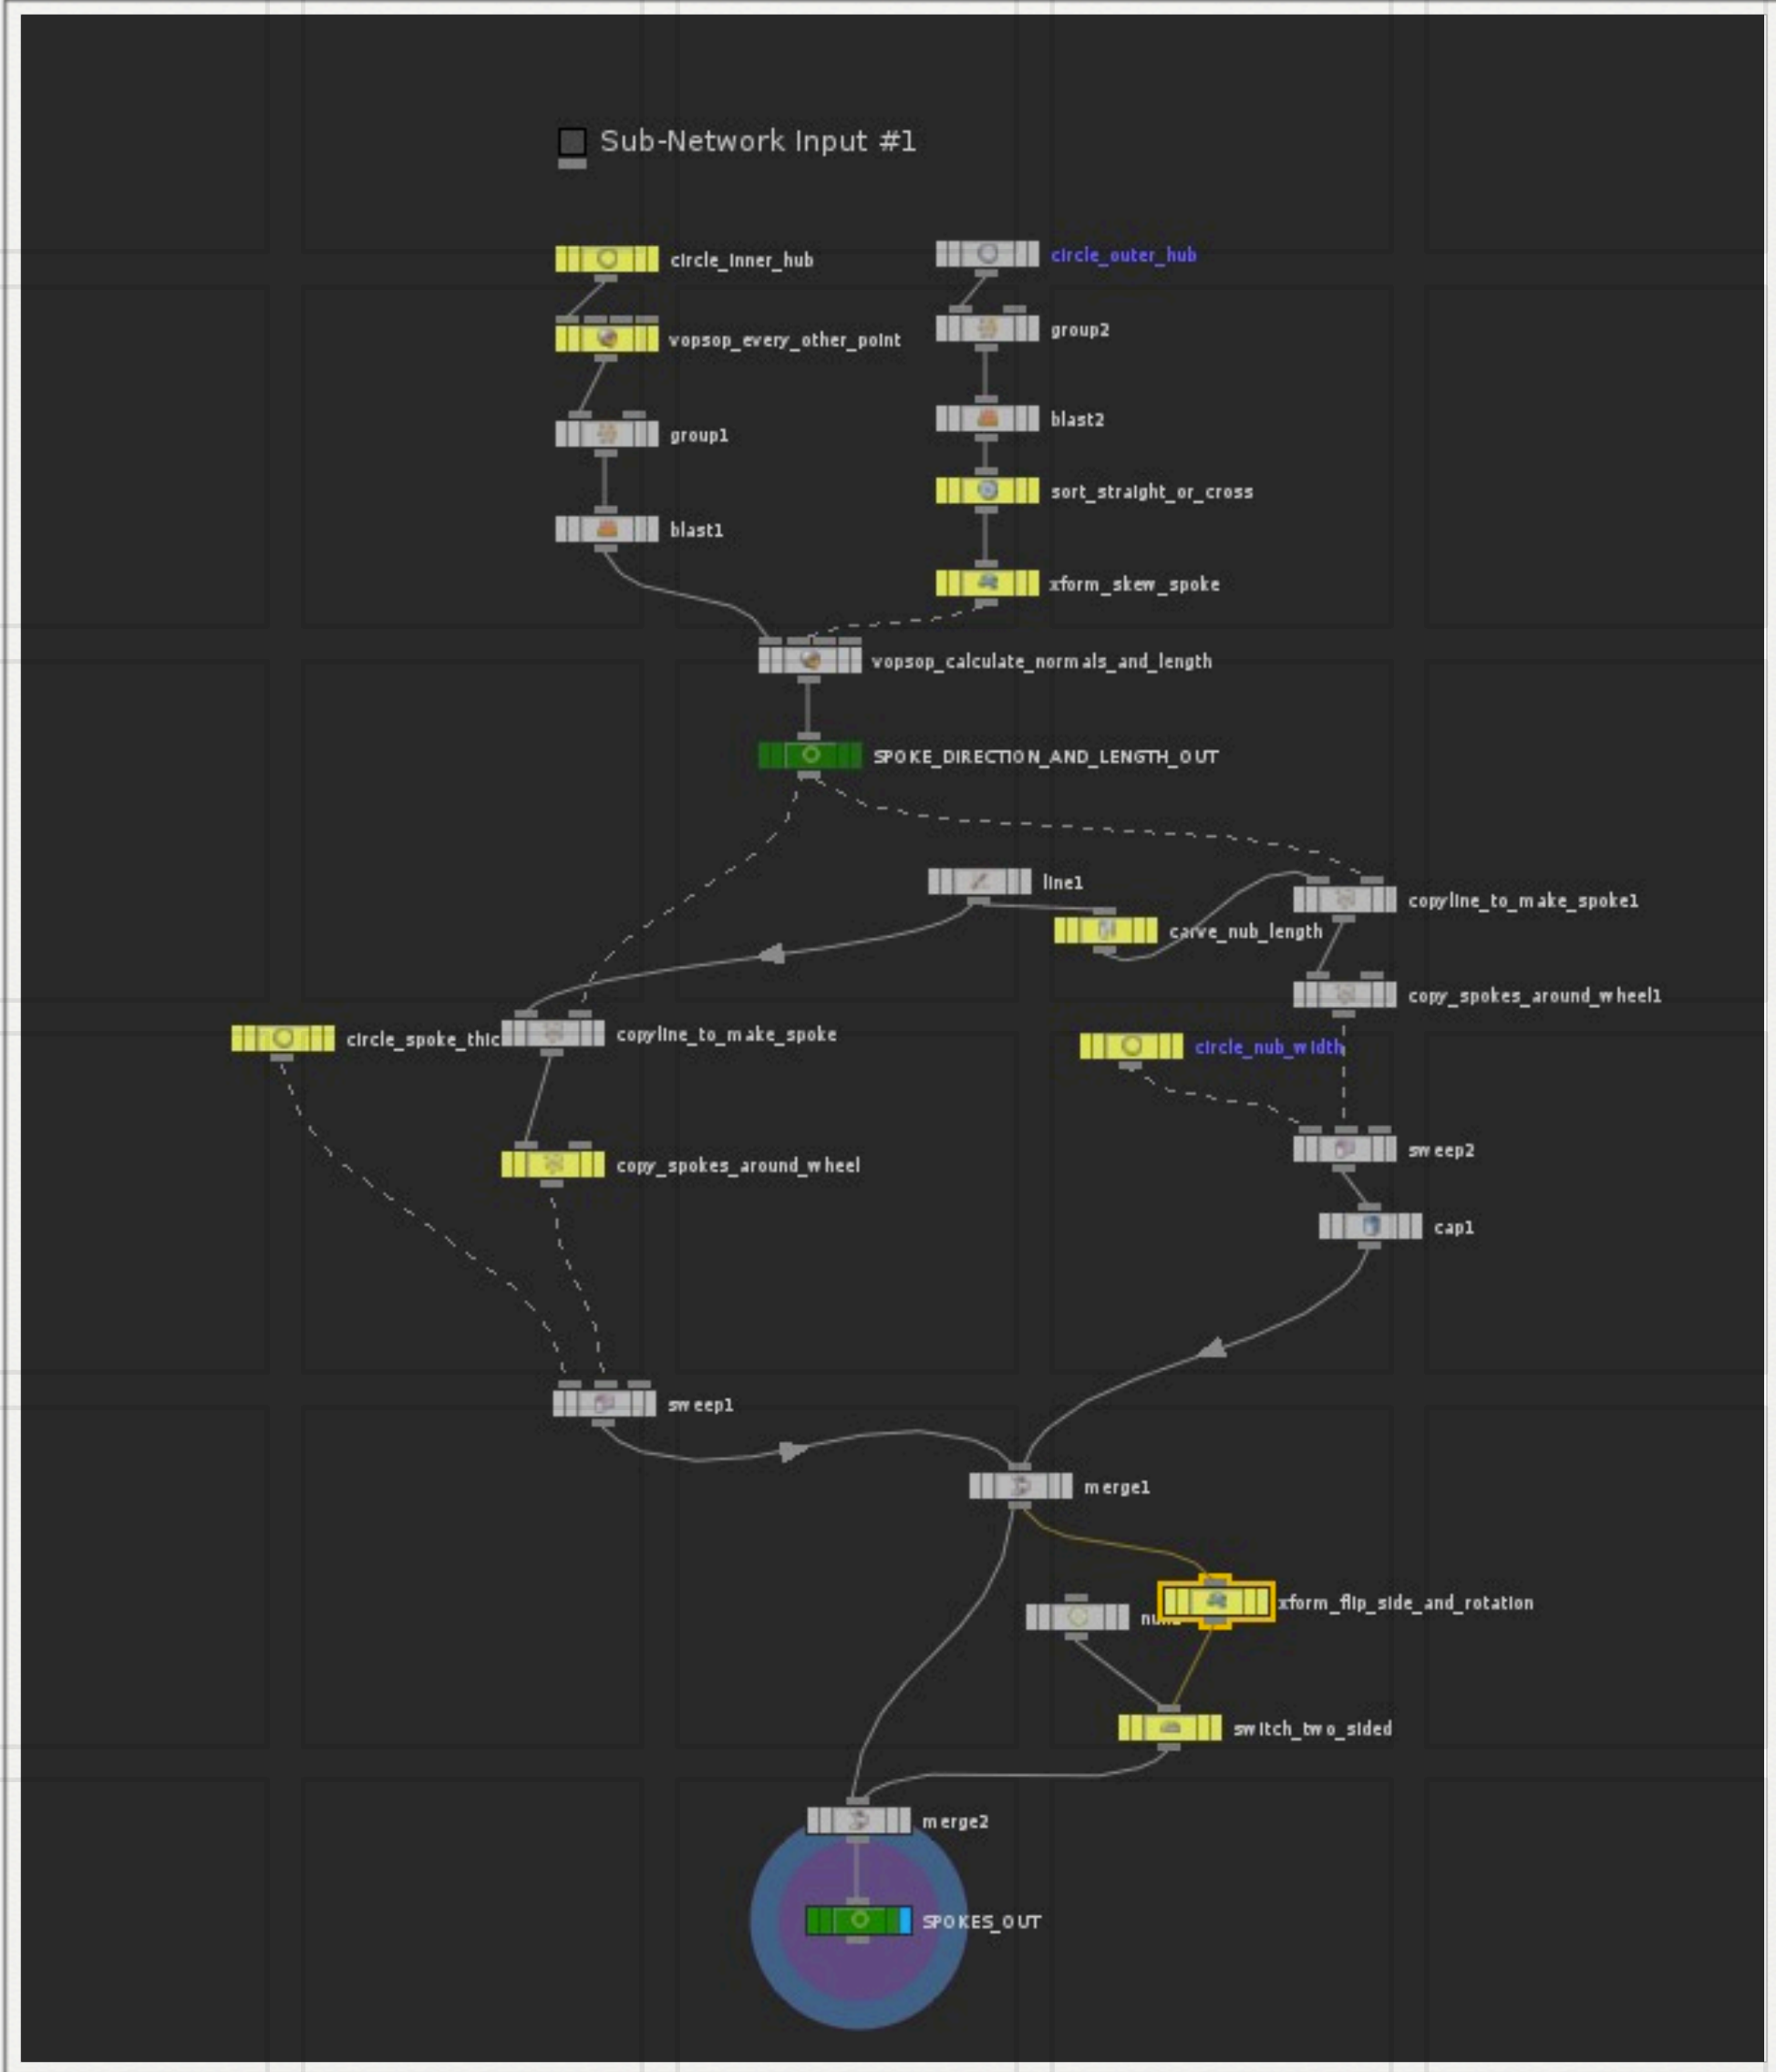 Sub-Network Input #1
circle_inner_hub
circle_outer_hub
vopsop_every_other_point
group2
group1
blast2
sort_straight_or_cross
blast1
xform_skew_spoke
vopsop_calculate_normals_and_length
SPOKE_DIRECTION_AND_LENGTH_OUT
line1
copyline_to_make_spoke1
carve_nub_length
copy_spokes_around_wheel1
circle_spoke_thic
copyline_to_make_spoke
circle_nub_width
sweep2
copy_spokes_around_wheel
cap1
sweep1
merge1
xform_flip_side_and_rotation
switch_two_sided
merge2
SPOKES_OUT